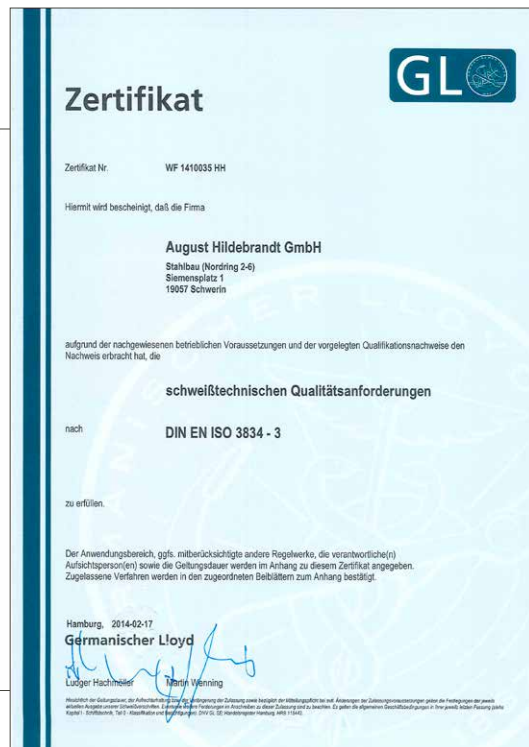 GL
Zertifikat
Zertifikat Nr. WF 1410035 HH
Hiermit wird bescheinigt, daß die Firma
August Hildebrandt GmbH
Stahlbau (Nordring 2-6)
Siemensplatz 1
19057 Schwerin
aufgrund der nachgewiesenen betrieblichen Voraussetzungen und der vorgelegten Qualifikationsnachweise den
Nachweis erbracht hat, die
schweißtechnischen Qualitätsanforderungen
nach DIN EN ISO 3834 - 3
zu erfüllen.
Der Anwendungsbereich, ggfs. mitberücksichtigte andere Regelwerke, die verantwortliche(n)
Aufsichtsperson(en) sowie die Geltungsdauer werden im Anhang zu diesem Zertifikat angegeben.
Zugelassene Verfahren werden in den zugeordneten Beiblättern zum Anhang bestätigt.
Hamburg, 2014-02-17
Germanischer Lloyd
Ludger Hachmöller Martin Wenning